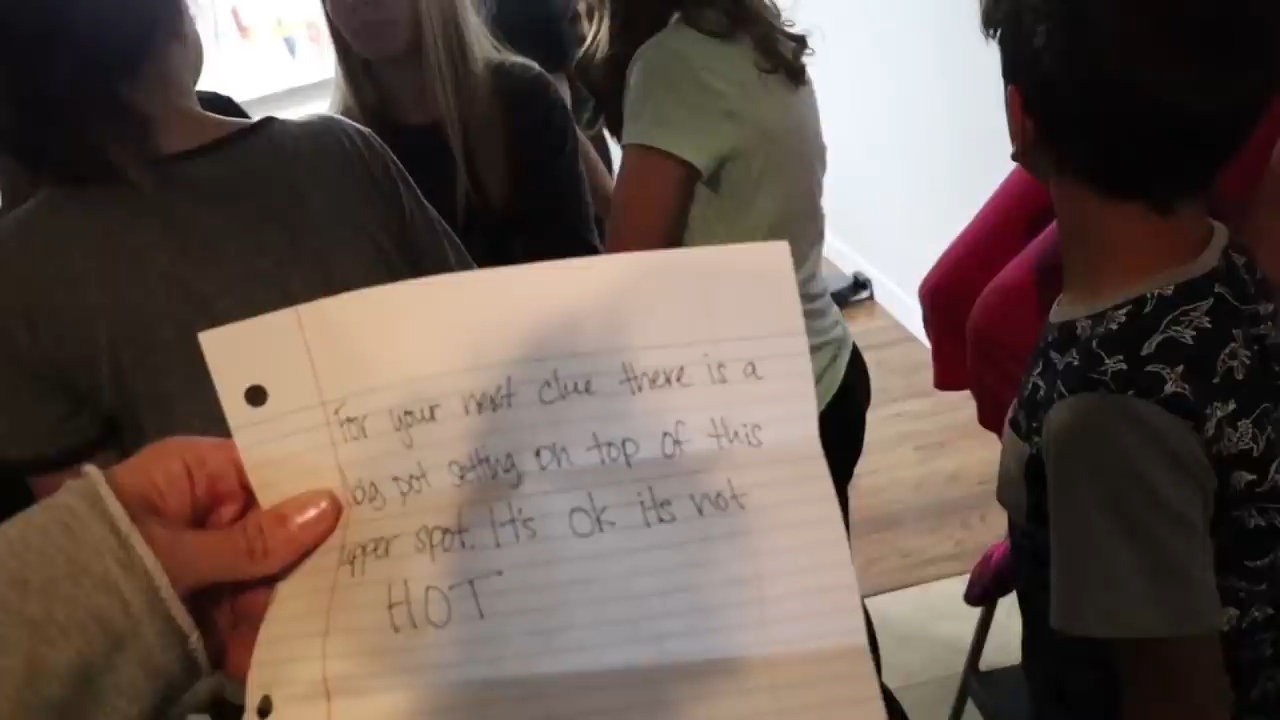 For your next clue there is a
big pot setting on top of this
upper spot. It's ok its not
HOT